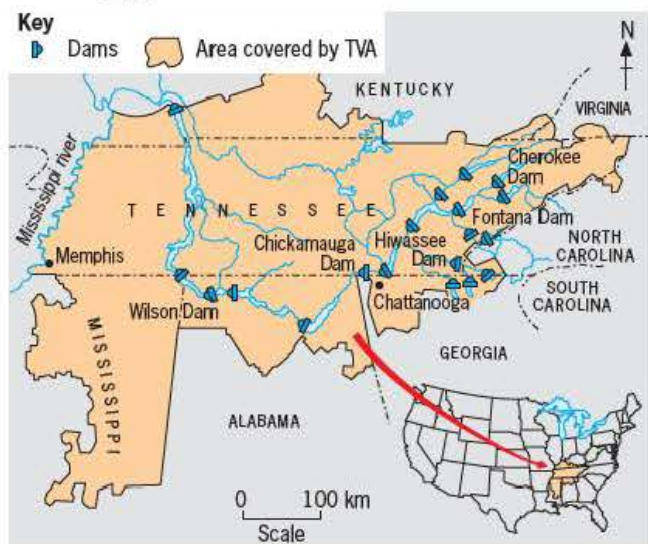 Key
Dams
Area covered by TVA
N
KENTUCKY
VIRGINIA
Mississippi river
Cherokee
Dam
TENNESSEE
Fontana Dam
Chickamauga
Dam
Hiwassee
Dam
NORTH
CAROLINA
Memphis
Chattanooga
SOUTH
CAROLINA
Wilson Dam
MISSISSIPPI
GEORGIA
ALABAMA
0 100 km
Scale